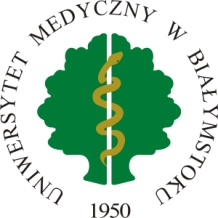 UNIWERSYTET MEDYCZNY W BIAŁYMSTOKU
1950